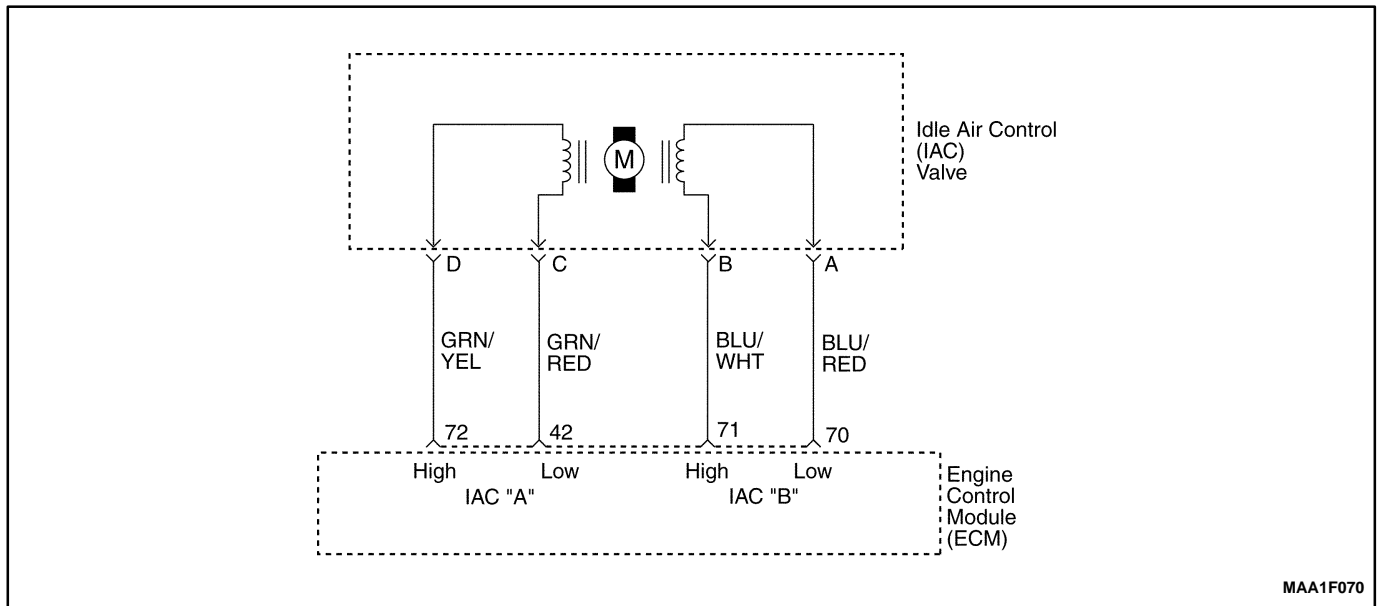 Idle Air Control
(IAC)
Valve
M
D
C
B
A
GRN/
YEL
GRN/
RED
BLU/
WHT
BLU/
RED
72
42
71
70
High
Low
High
Low
IAC "A"
IAC "B"
Engine
Control
Module
(ECM)
MAA1F070